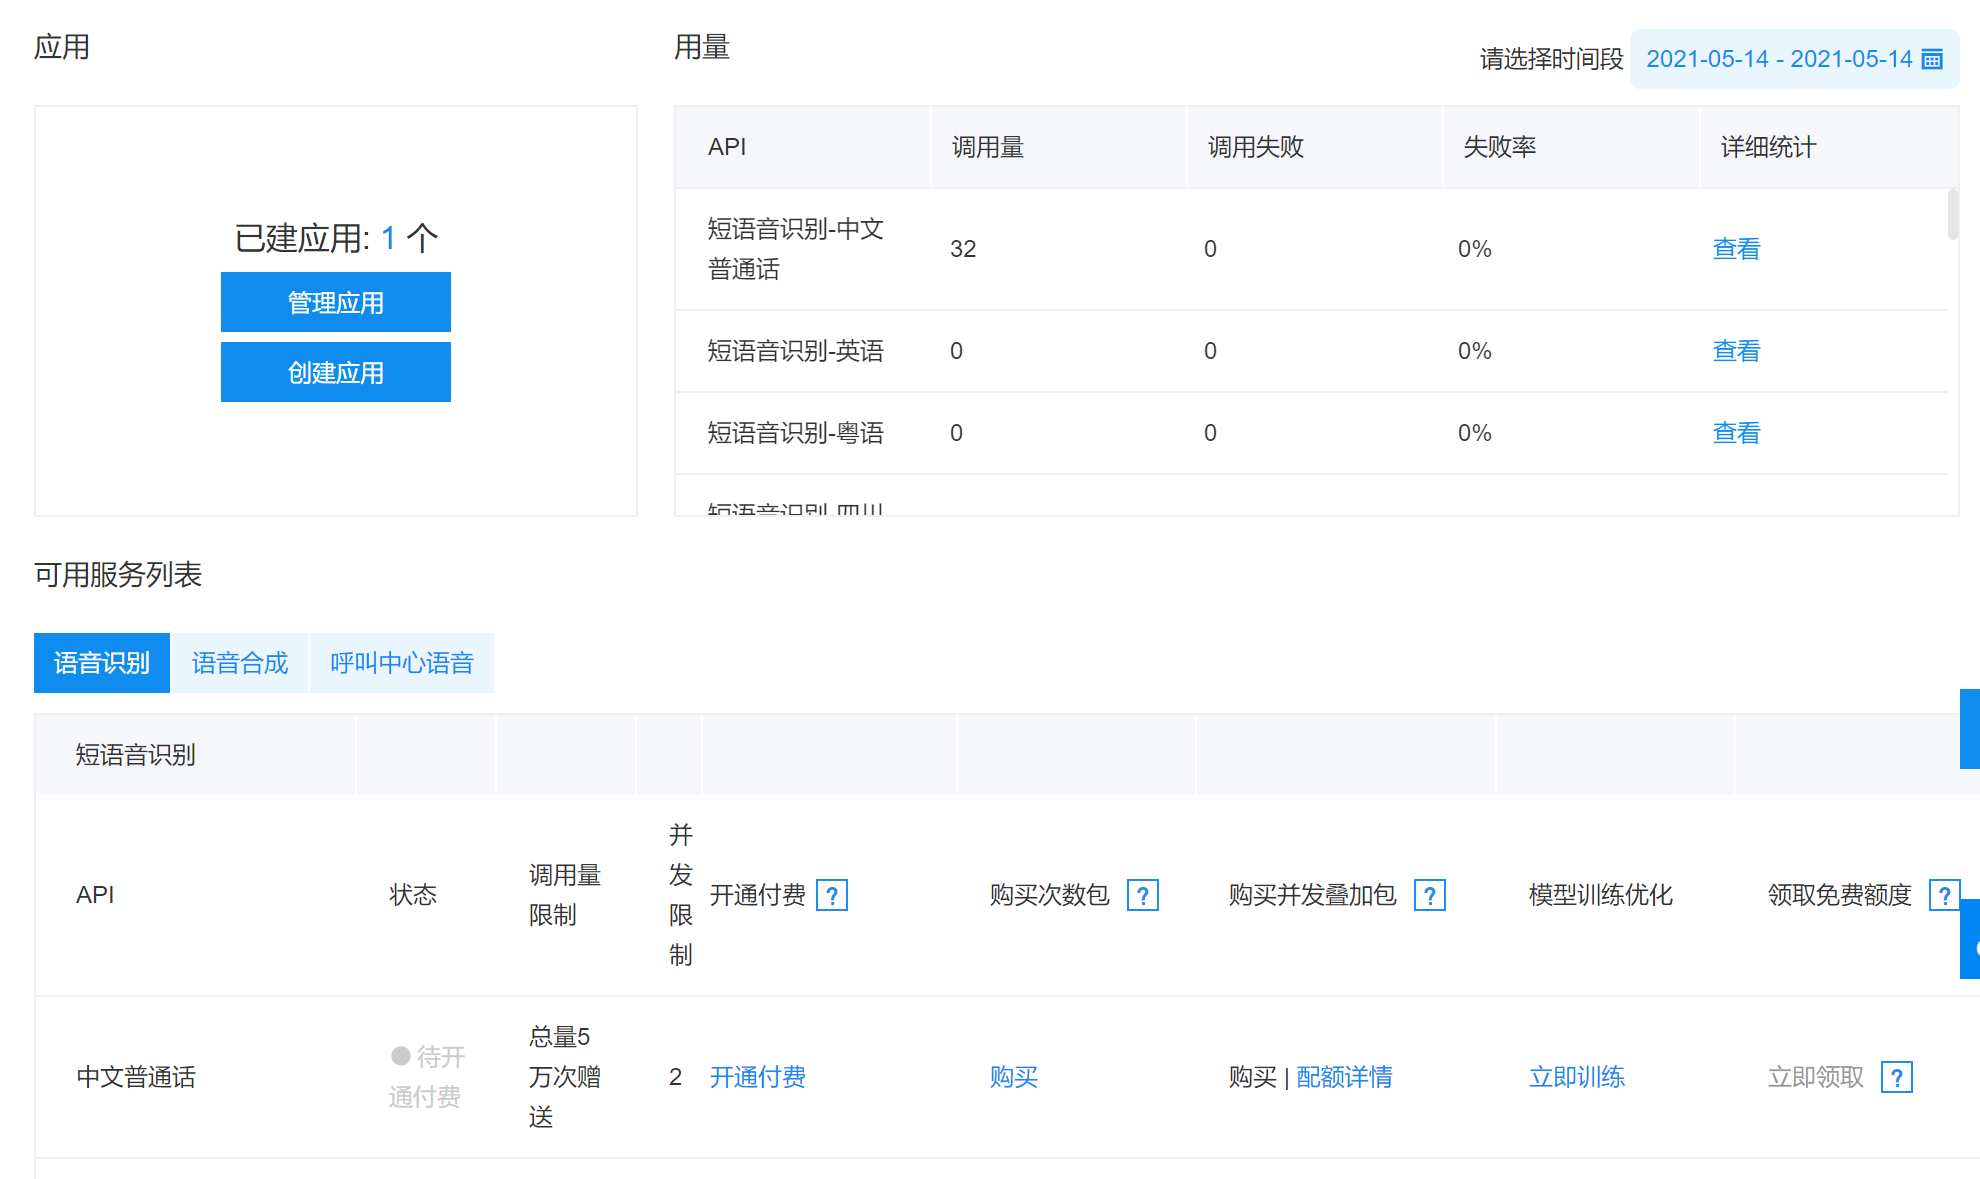 应用
已建应用: 1 个
管理应用
创建应用
用量
请选择时间段 2021-05-14 - 2021-05-14
API 调用量 调用失败 失败率 详细统计
短语音识别-中文
普通话
32 0 0% 查看
短语音识别-英语 0 0 0% 查看
短语音识别-粤语 0 0 0% 查看
短语音识别-四川
可用服务列表
语音识别 语音合成 呼叫中心语音
短语音识别
API
状态
调用量
限制
并
发
限
制
开通付费 ?
购买次数包 ?
购买并发叠加包 ?
模型训练优化
领取免费额度 ?
中文普通话
待开
通付费
总量5
万次赠
送
2
开通付费
购买
购买 | 配额详情
立即训练
立即领取 ?